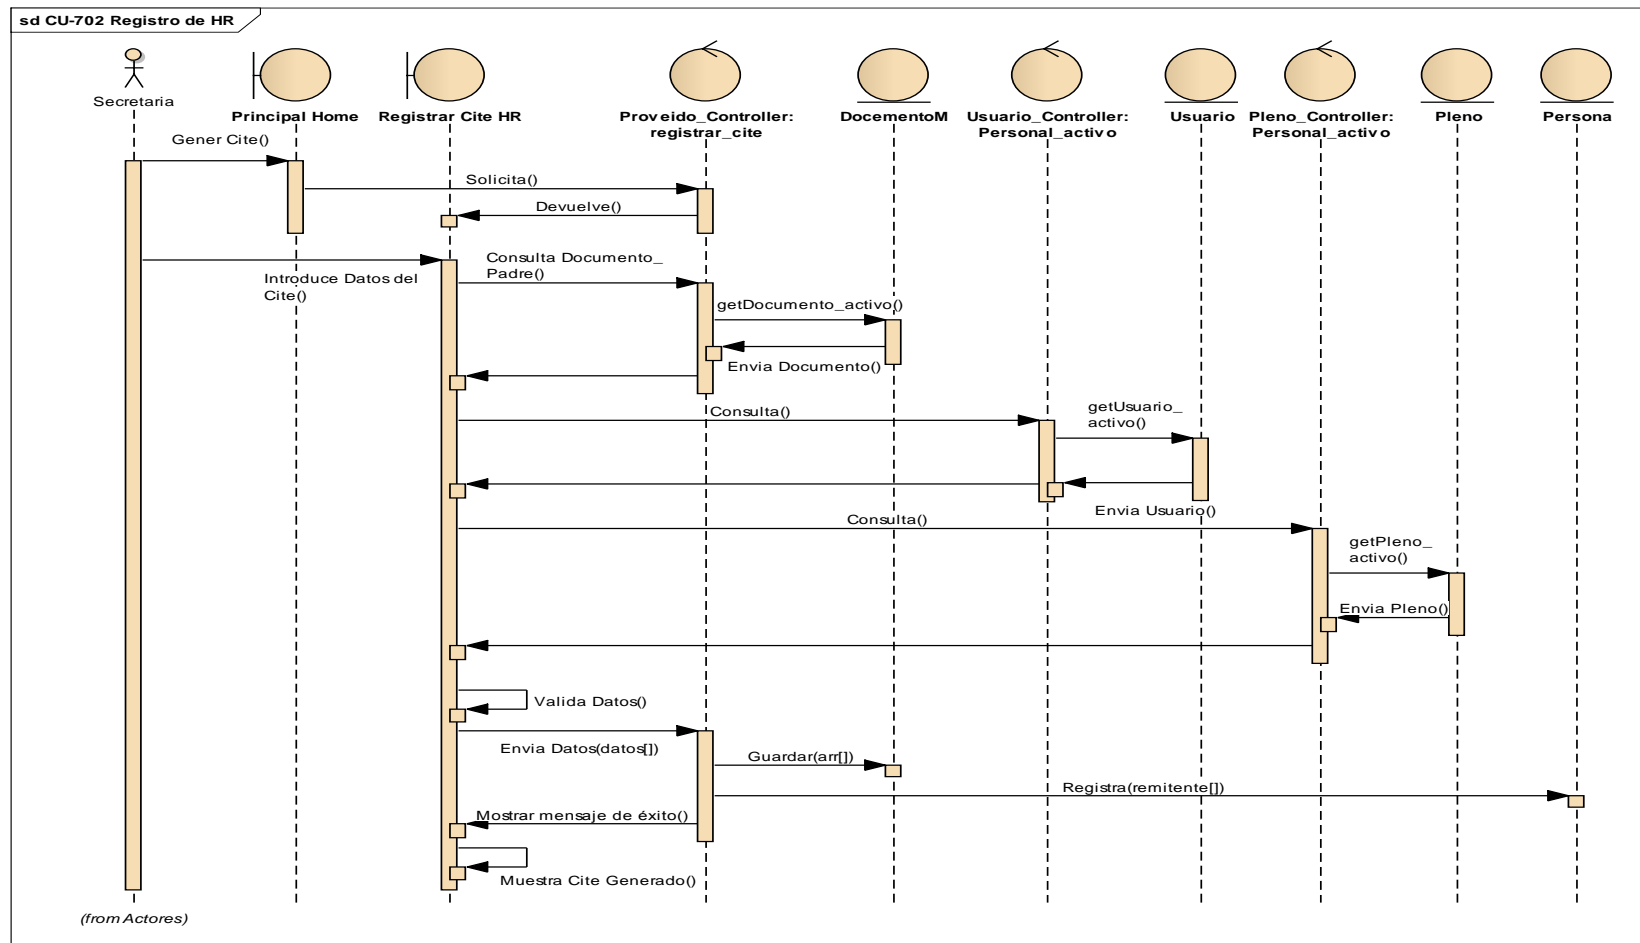 sd CU-702 Registro de HR
Secretaria
Principal Home
Registrar Cite HR
Proveido_Controller:
registrar_cite
DocementoM
Usuario_Controller:
Personal_activo
Usuario
Pleno_Controller:
Personal_activo
Pleno
Persona
Gener Cite()
Solicita()
Devuelve()
Introduce Datos del
Cite()
Consulta Documento_
Padre()
getDocumento_activo()
Envia Documento()
Consulta()
getUsuario_
activo()
Envia Usuario()
Consulta()
getPleno_
activo()
Envia Pleno()
Valida Datos()
Envia Datos(datos[])
Guardar(arr[])
Registra(remitente[])
Mostrar mensaje de éxito()
Muestra Cite Generado()
(from Actores)